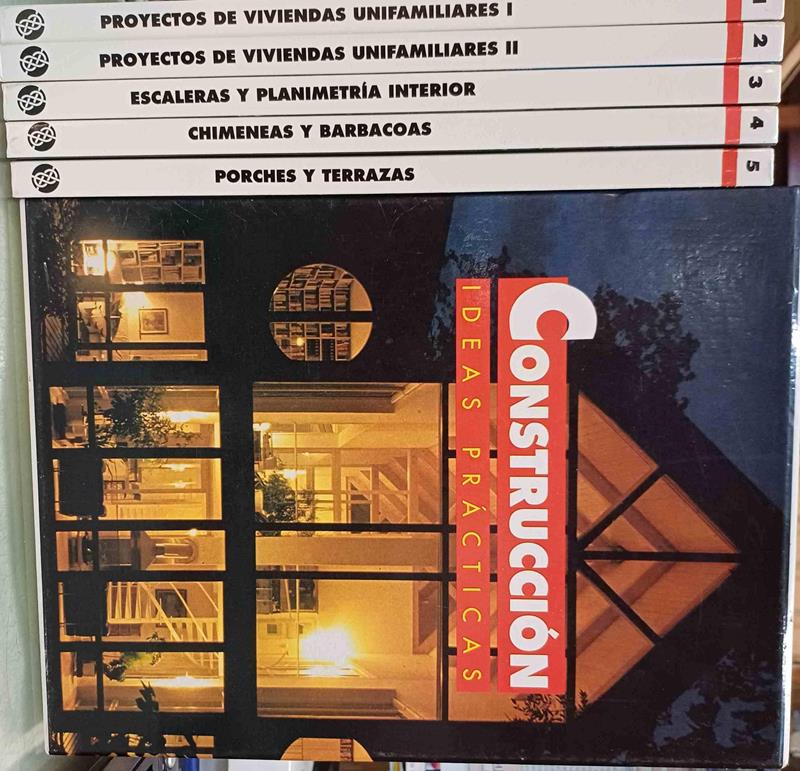 PROYECTOS DE VIVIENDAS UNIFAMILIARES I 1
PROYECTOS DE VIVIENDAS UNIFAMILIARES II 2
ESCALERAS Y PLANIMETRÍA INTERIOR 3
CHIMENEAS Y BARBACOAS 4
PORCHES Y TERRAZAS 5
CONSTRUCCIÓN
IDEAS PRÁCTICAS